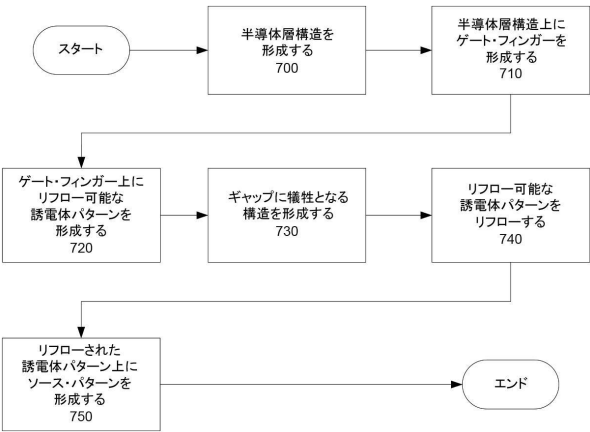 スタート
半導体層構造を
形成する
700
半導体層構造上に
ゲート・フィンガーを
形成する
710
ゲート・フィンガー上に
リフロー可能な
誘電体パターンを
形成する
720
ギャップに犠牲となる
構造を形成する
730
リフロー可能な
誘電体パターンを
リフローする
740
リフローされた
誘電体パターン上に
ソース・パターンを
形成する
750
エンド